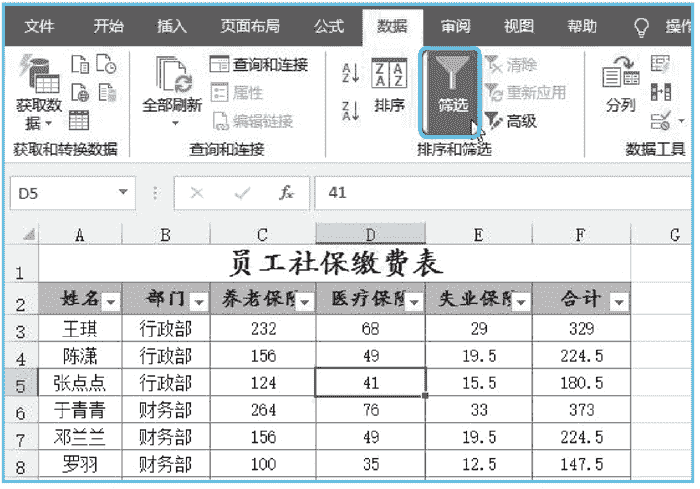 文件 开始 插入 页面布局 公式 数据 审阅 视图 帮助 操作
获取数据 全部刷新 查询和连接 属性 编辑链接 排序 筛选 清除 重新应用 高级 分列
获取和转换数据 查询和连接 排序和筛选 数据工具
D5 fx 41
A B C D E F G
1 员工社保缴费表
2 姓名 部门 养老保险 医疗保险 失业保险 合计
3 王琪 行政部 232 68 29 329
4 陈潇 行政部 156 49 19.5 224.5
5 张点点 行政部 124 41 15.5 180.5
6 于青青 财务部 264 76 33 373
7 邓兰兰 财务部 156 49 19.5 224.5
8 罗羽 财务部 100 35 12.5 147.5